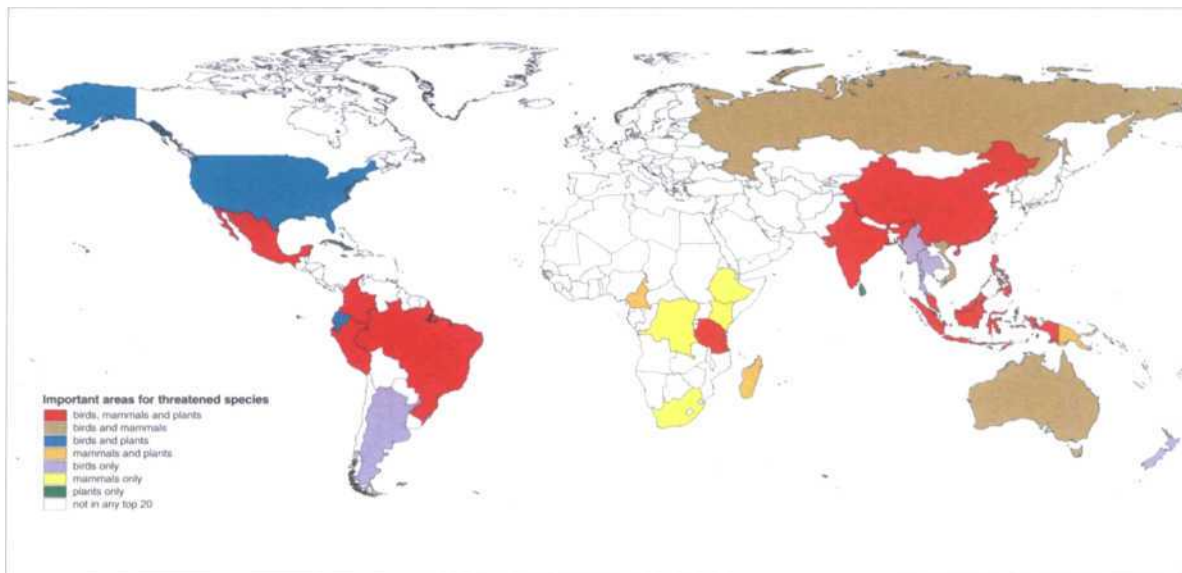 Important areas for threatened species
birds, mammals and plants
birds and mammals
birds and plants
mammals and plants
birds only
mammals only
plants only
not in any top 20